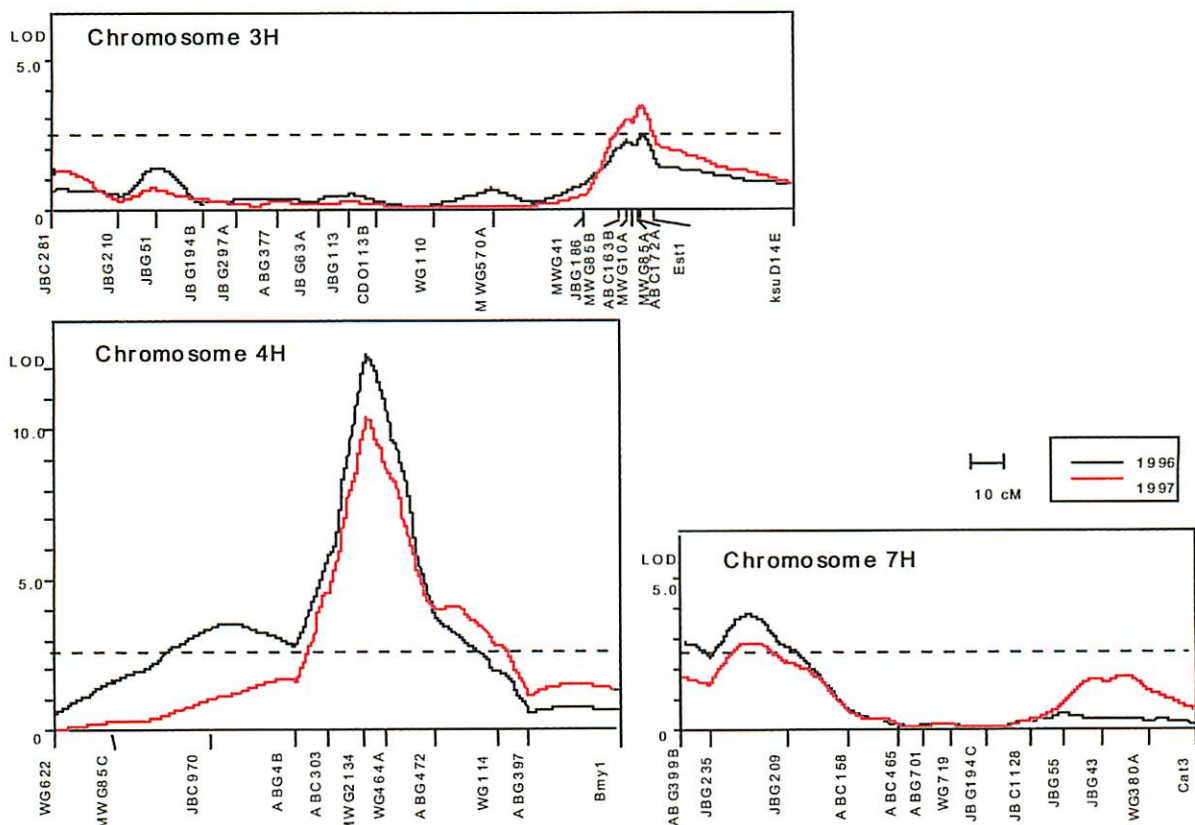 LOD
Chromosome 3H
5.0
0
JBC281
JBG210
JBG51
JBG194B
JBG297A
ABG377
JBG63A
JBG113
CDO113B
WG110
MWG570A
MWG41
JBG186
MWG85B
ABC163B
MWG10A
MWG85A
ABC172A
Est1
ksuD14E
LOD
Chromosome 4H
10.0
5.0
0
WG622
MWG85C
JBC970
ABG4B
ABC303
MWG2134
WG464A
ABG472
WG114
ABG397
Bmy1
10 cM
1996
1997
LOD
Chromosome 7H
5.0
0
ABG399B
JBG235
JBG209
ABC158
ABC465
ABG701
WG719
JBG194C
JBC1128
JBG55
JBG43
WG380A
Cat3